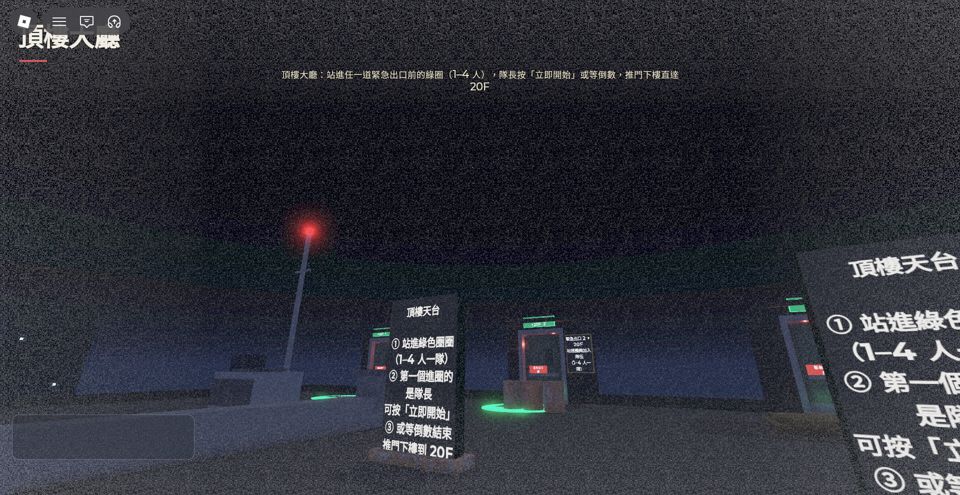 頂樓大廳
頂樓大廳：站進任一道緊急出口前的綠圈（1–4 人），隊長按「立即開始」或等倒數，推門下樓直達
20F
頂樓天台
① 站進綠色圈圈
（1–4 人一隊）
② 第一個進圈的
是隊長
可按「立即開始」
③ 或等倒數結束
推門下樓到 20F
頂樓天台
① 站進綠色
（1–4 人
② 第一個
是隊
可按「立
③ 或等